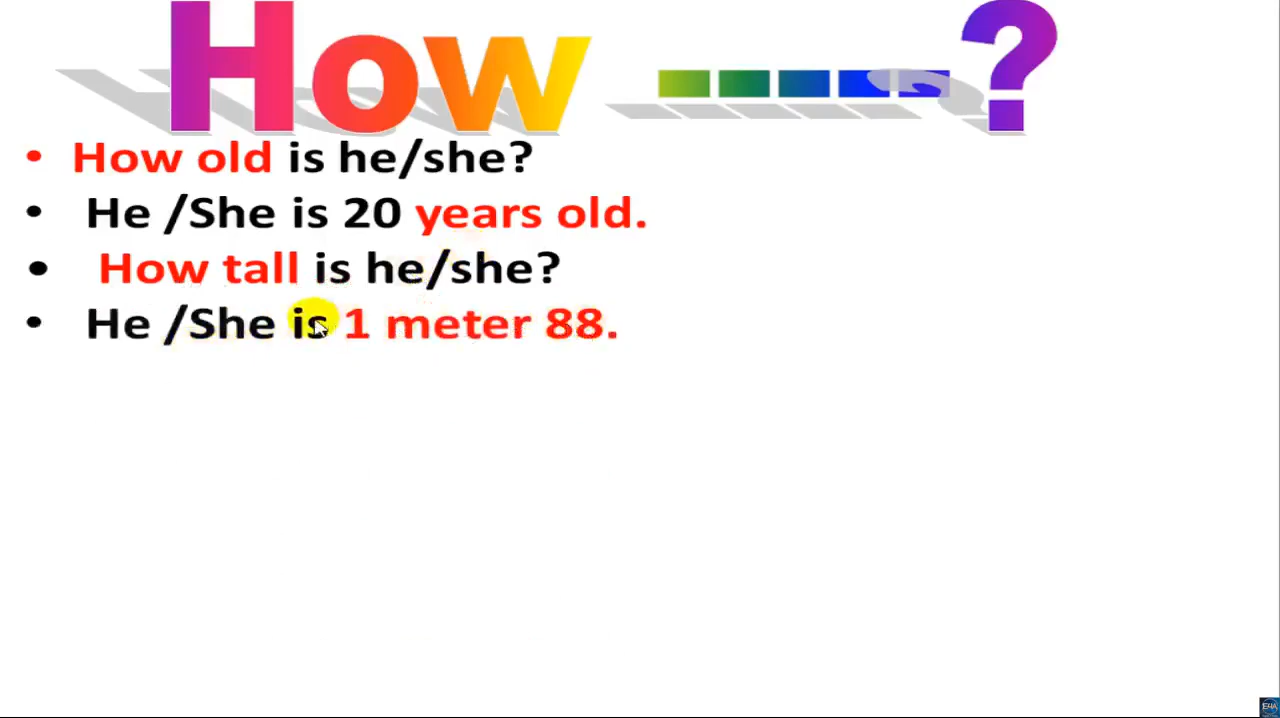 How -----?
• How old is he/she?
• He /She is 20 years old.
• How tall is he/she?
• He /She is 1 meter 88.